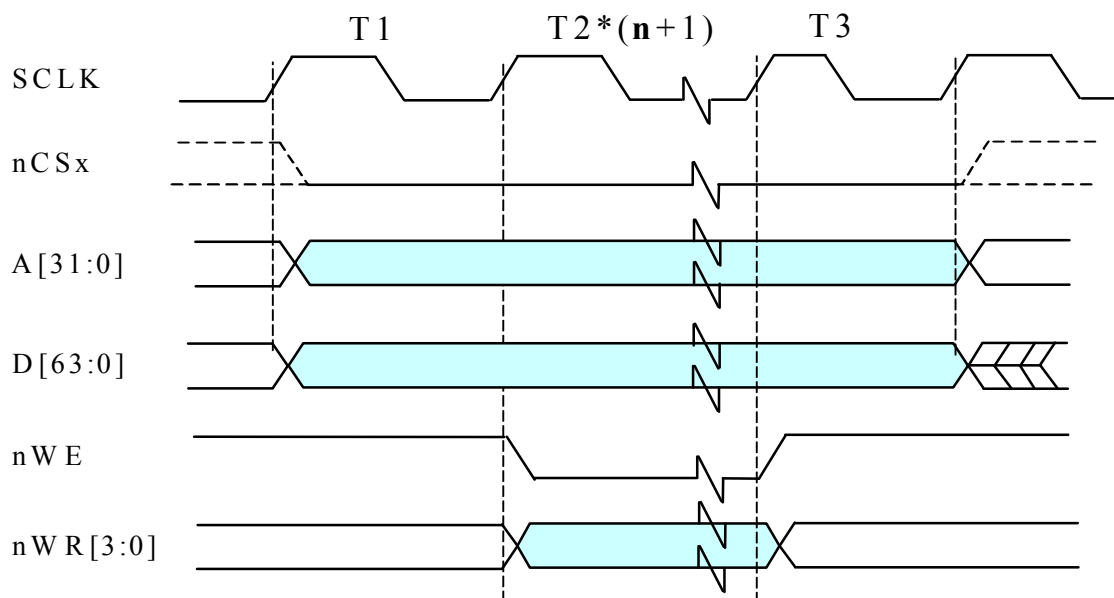 T1 T2*(n+1) T3
SCLK
nCSx
A[31:0]
D[63:0]
nWE
nWR[3:0]